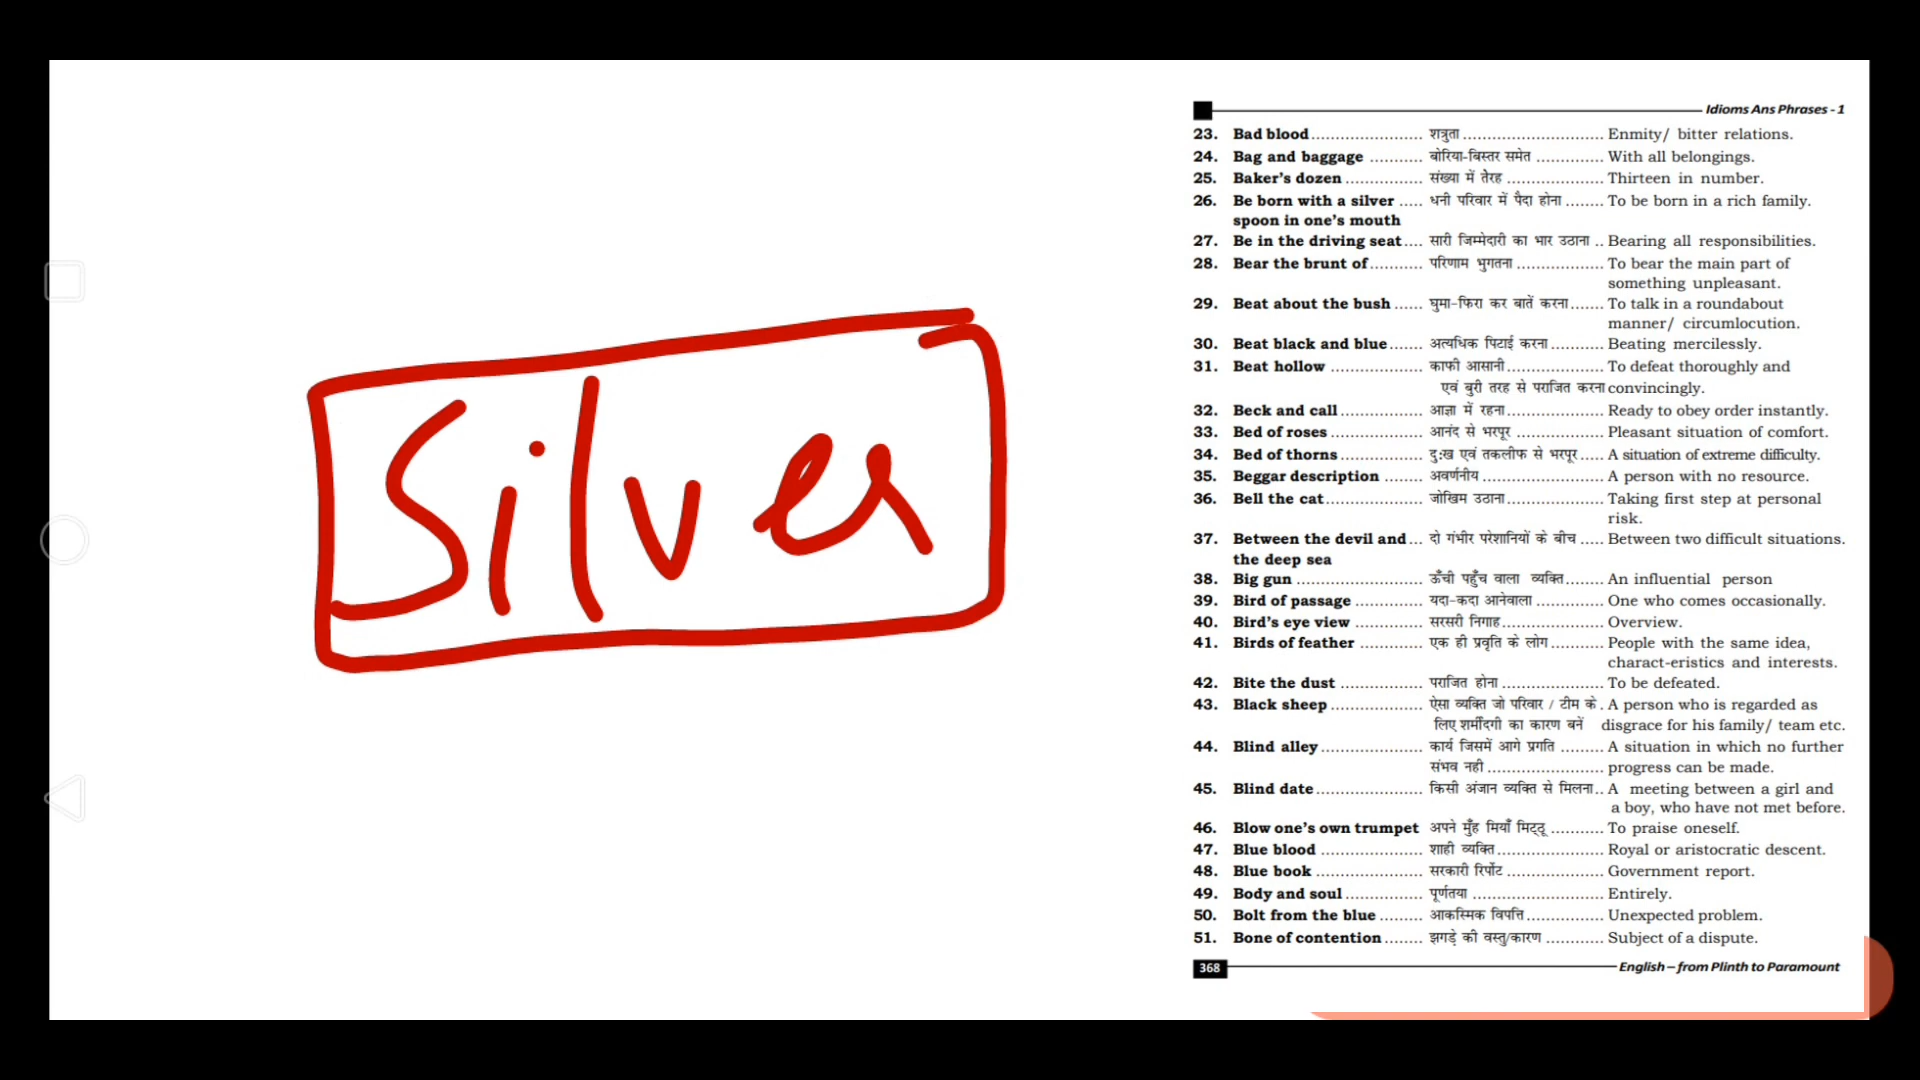 Silver
Idioms Ans Phrases - 1
23. Bad blood ....................... शत्रुता ............................. Enmity/ bitter relations.
24. Bag and baggage ........... बोरिया-बिस्तर समेत .............. With all belongings.
25. Baker's dozen ................ संख्या में तेरह .................... Thirteen in number.
26. Be born with a silver ..... धनी परिवार में पैदा होना ........ To be born in a rich family.
spoon in one's mouth
27. Be in the driving seat .... सारी जिम्मेदारी का भार उठाना .. Bearing all responsibilities.
28. Bear the brunt of ........... परिणाम भुगतना .................. To bear the main part of
something unpleasant.
29. Beat about the bush ...... घुमा-फिरा कर बातें करना ....... To talk in a roundabout
manner/ circumlocution.
30. Beat black and blue ....... अत्यधिक पिटाई करना ........... Beating mercilessly.
31. Beat hollow ................... काफी आसानी .................... To defeat thoroughly and
एवं बुरी तरह से पराजित करना convincingly.
32. Beck and call ................. आज्ञा में रहना .................... Ready to obey order instantly.
33. Bed of roses ................... आनंद से भरपूर .................. Pleasant situation of comfort.
34. Bed of thorns ................. दु:ख एवं तकलीफ से भरपूर ..... A situation of extreme difficulty.
35. Beggar description ........ अवर्णनीय ......................... A person with no resource.
36. Bell the cat .................... जोखिम उठाना .................... Taking first step at personal
risk.
37. Between the devil and ... दो गंभीर परेशानियों के बीच ..... Between two difficult situations.
the deep sea
38. Big gun .......................... ऊँची पहुँच वाला व्यक्ति ........ An influential person
39. Bird of passage .............. यदा-कदा आनेवाला .............. One who comes occasionally.
40. Bird's eye view ............... सरसरी निगाह ..................... Overview.
41. Birds of feather ............. एक ही प्रवृति के लोग ........... People with the same idea,
charact-eristics and interests.
42. Bite the dust ................. पराजित होना ..................... To be defeated.
43. Black sheep ................... ऐसा व्यक्ति जो परिवार / टीम के . A person who is regarded as
लिए शर्मींदगी का कारण बनें disgrace for his family/ team etc.
44. Blind alley ..................... कार्य जिसमें आगे प्रगति ......... A situation in which no further
संभव नही ........................ progress can be made.
45. Blind date ...................... किसी अंजान व्यक्ति से मिलना .. A meeting between a girl and
a boy, who have not met before.
46. Blow one's own trumpet अपने मुँह मियाँ मिट्ठू ........... To praise oneself.
47. Blue blood ..................... शाही व्यक्ति ...................... Royal or aristocratic descent.
48. Blue book ...................... सरकारी रिर्पोट .................... Government report.
49. Body and soul ................ पूर्णतया ........................... Entirely.
50. Bolt from the blue ......... आकस्मिक विपत्ति ................ Unexpected problem.
51. Bone of contention ........ झगड़े की वस्तु/कारण ............ Subject of a dispute.
368 English – from Plinth to Paramount